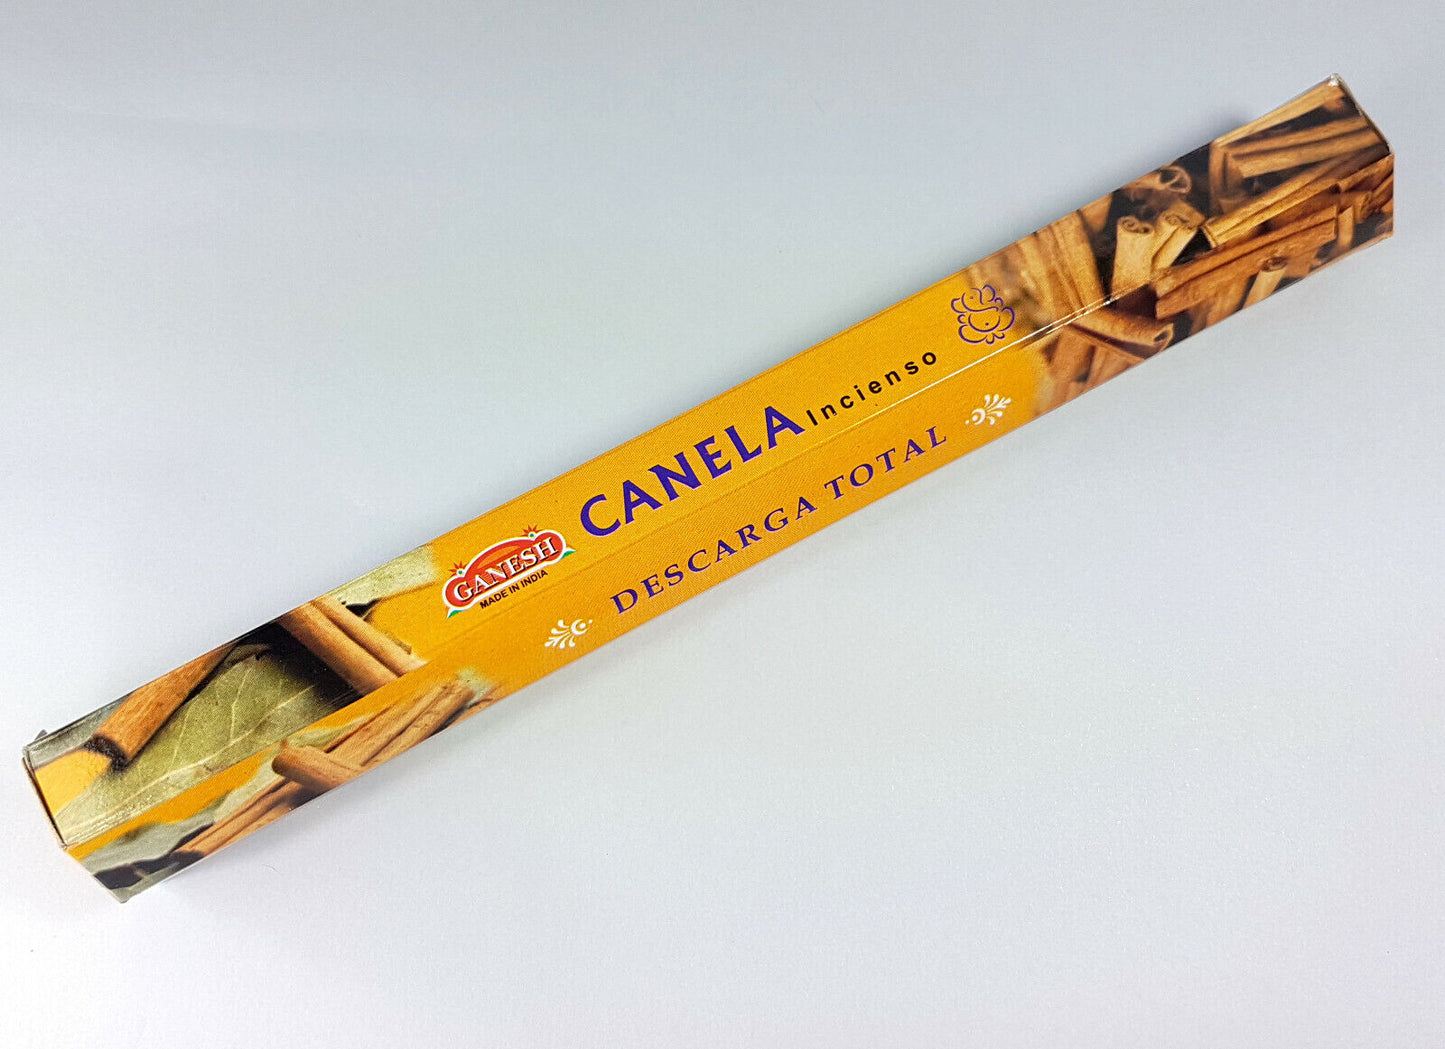 GANESH
MADE IN INDIA
CANELA Incienso
DESCARGA TOTAL